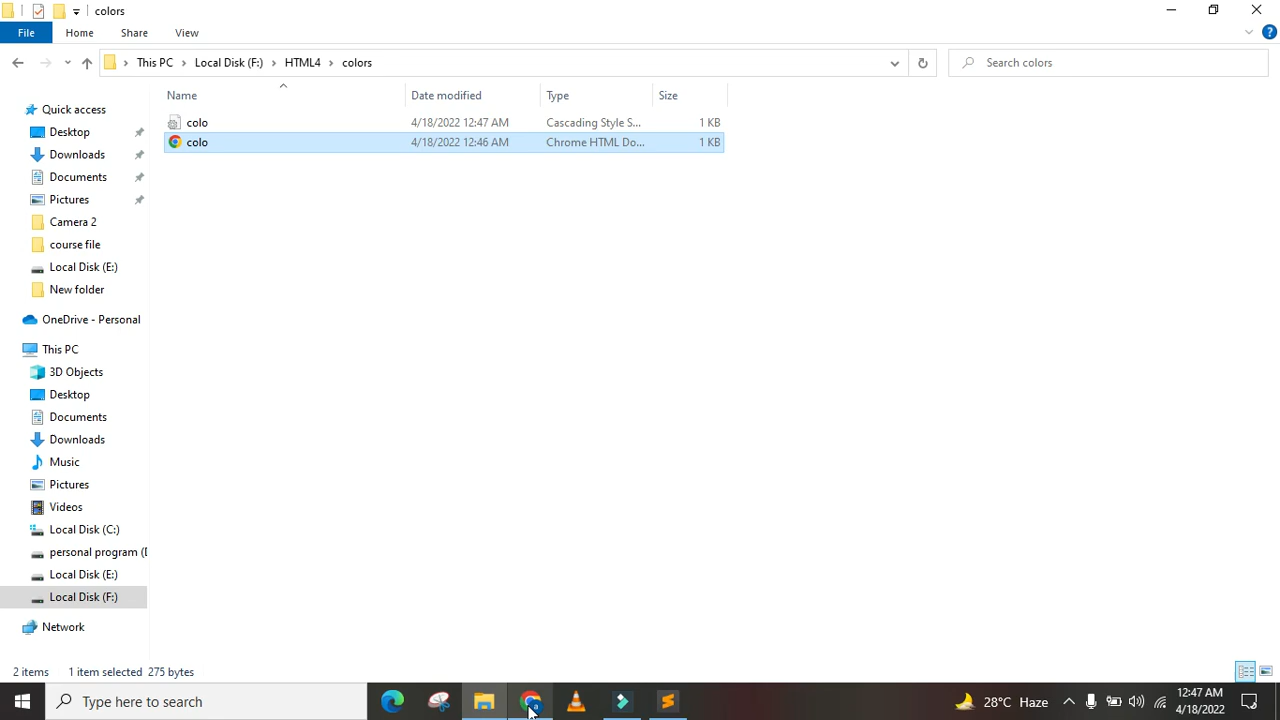 colors
File Home Share View
This PC Local Disk (F:) HTML4 colors
Search colors
Name Date modified Type Size
colo 4/18/2022 12:47 AM Cascading Style S... 1 KB
colo 4/18/2022 12:46 AM Chrome HTML Do... 1 KB
Quick access
Desktop
Downloads
Documents
Pictures
Camera 2
course file
Local Disk (E:)
New folder
OneDrive - Personal
This PC
3D Objects
Desktop
Documents
Downloads
Music
Pictures
Videos
Local Disk (C:)
personal program (
Local Disk (E:)
Local Disk (F:)
Network
2 items 1 item selected 275 bytes
Type here to search
28°C Haze
12:47 AM
4/18/2022